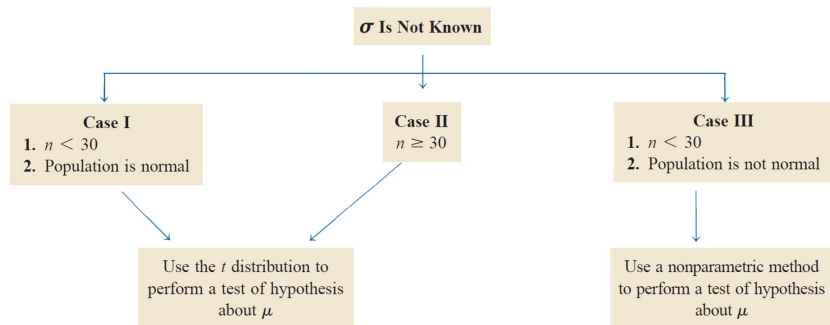 σ Is Not Known
Case I
1. n < 30
2. Population is normal
Case II
n ≥ 30
Case III
1. n < 30
2. Population is not normal
Use the t distribution to
perform a test of hypothesis
about μ
Use a nonparametric method
to perform a test of hypothesis
about μ